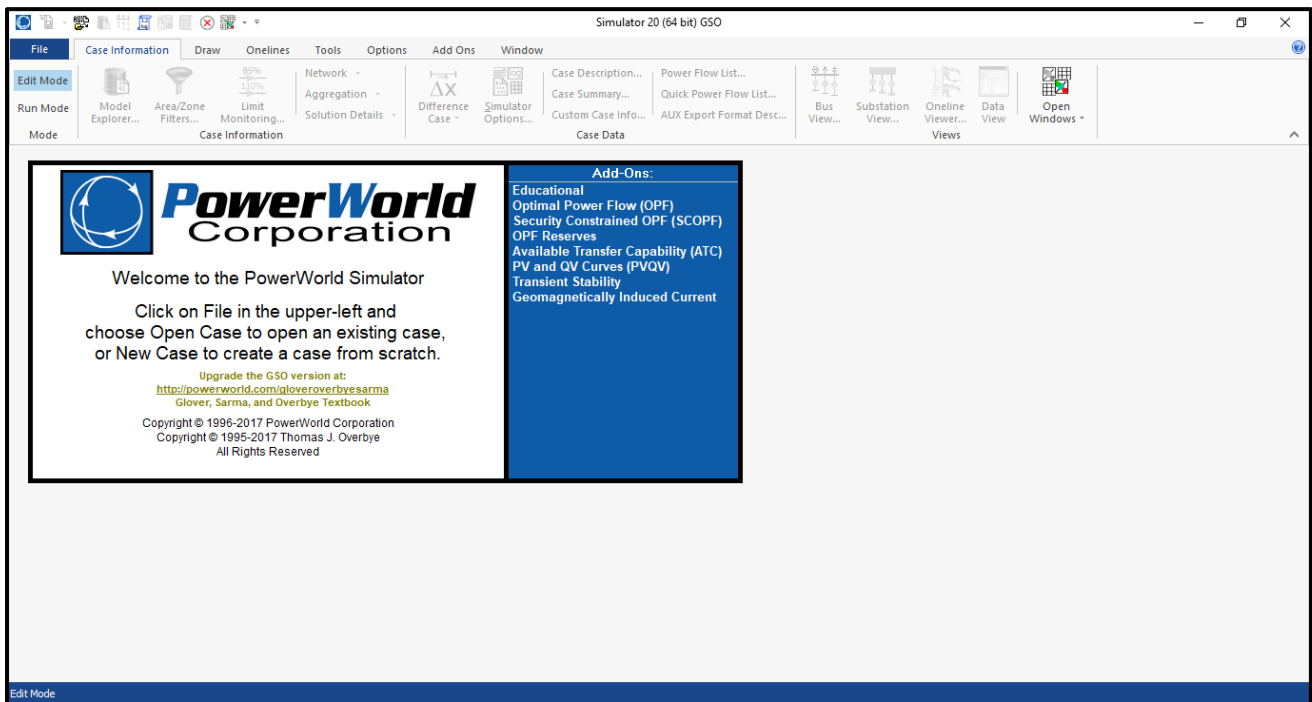 Simulator 20 (64 bit) GSO
File Case Information Draw Onelines Tools Options Add Ons Window
Edit Mode
Run Mode
Mode
Model
Explorer...
Area/Zone
Filters...
85%
110%
Limit
Monitoring...
Network
Aggregation
Solution Details
Case Information
ΔX
Difference
Case
log
Simulator
Options...
Case Description...
Case Summary...
Custom Case Info...
Power Flow List...
Quick Power Flow List...
AUX Export Format Desc...
Case Data
Bus
View...
Substation
View...
Oneline
Viewer...
Data
View
Views
Open
Windows
PowerWorld
Corporation
Welcome to the PowerWorld Simulator
Click on File in the upper-left and
choose Open Case to open an existing case,
or New Case to create a case from scratch.
Upgrade the GSO version at:
http://powerworld.com/gloveroverbyesarma
Glover, Sarma, and Overbye Textbook
Copyright © 1996-2017 PowerWorld Corporation
Copyright © 1995-2017 Thomas J. Overbye
All Rights Reserved
Add-Ons:
Educational
Optimal Power Flow (OPF)
Security Constrained OPF (SCOPF)
OPF Reserves
Available Transfer Capability (ATC)
PV and QV Curves (PVQV)
Transient Stability
Geomagnetically Induced Current
Edit Mode